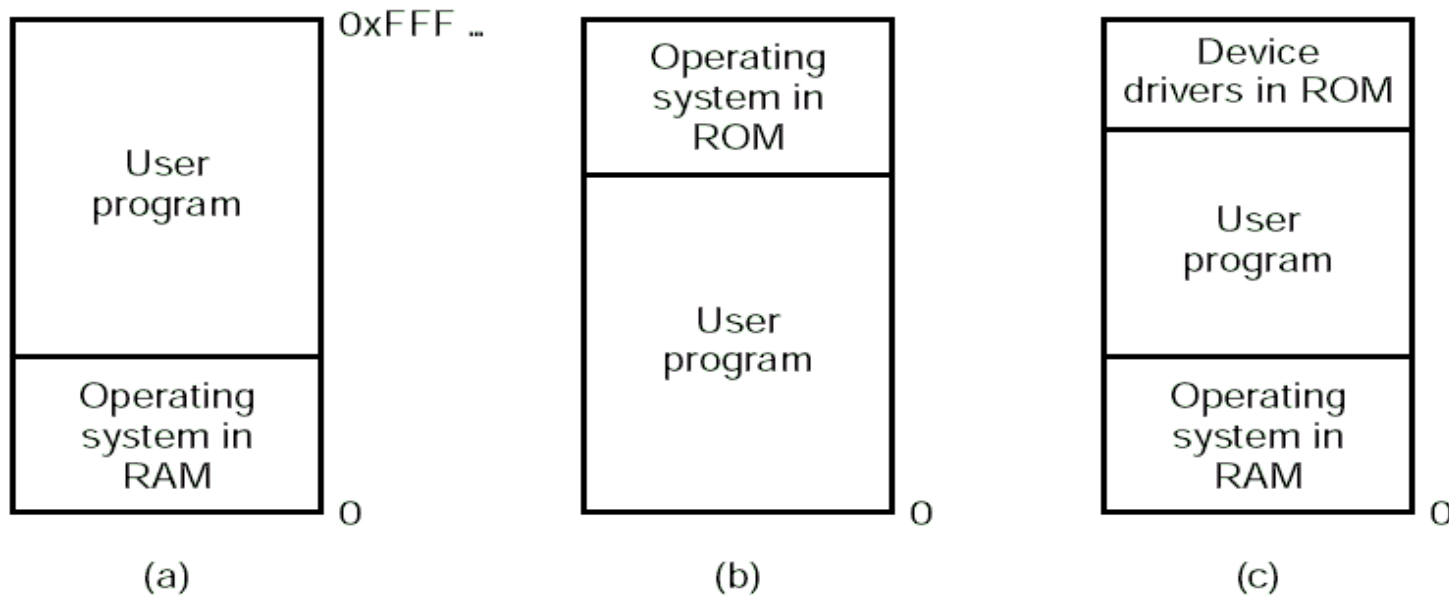 0xFFF ...
User
program
Operating
system in
RAM
0
(a)
Operating
system in
ROM
User
program
0
(b)
Device
drivers in ROM
User
program
Operating
system in
RAM
0
(c)